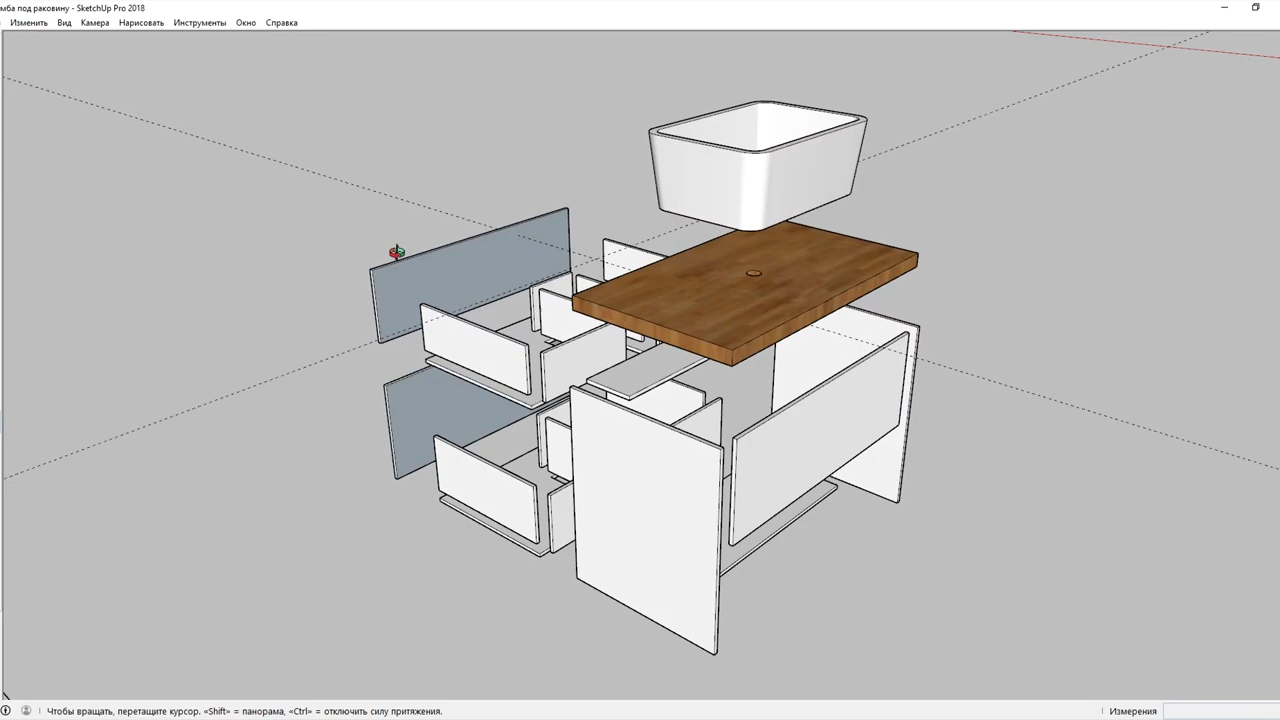 мба под раковину - SketchUp Pro 2018
Изменить Вид Камера Нарисовать Инструменты Окно Справка
Чтобы вращать, перетащите курсор. «Shift» = панорама, «Ctrl» = отключить силу притяжения.
Измерения